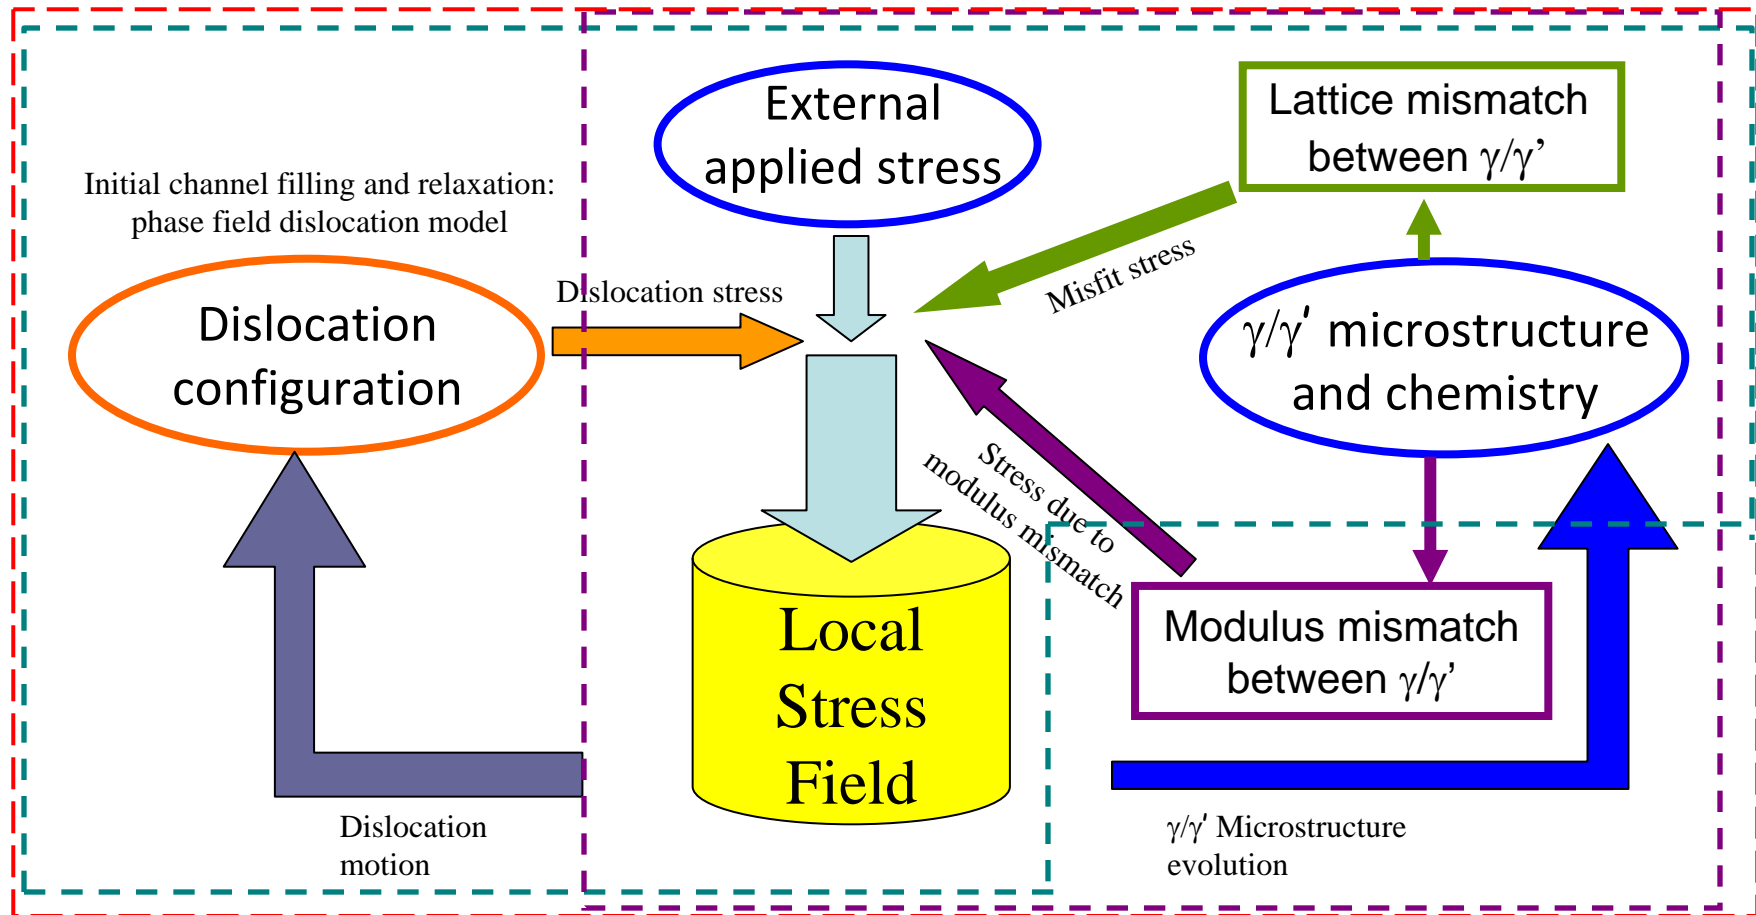 External
applied stress
Lattice mismatch
between γ/γ’
Initial channel filling and relaxation:
phase field dislocation model
Dislocation stress
Misfit stress
Dislocation
configuration
γ/γ' microstructure
and chemistry
Stress due to
modulus mismatch
Local
Stress
Field
Modulus mismatch
between γ/γ’
Dislocation
motion
γ/γ' Microstructure
evolution